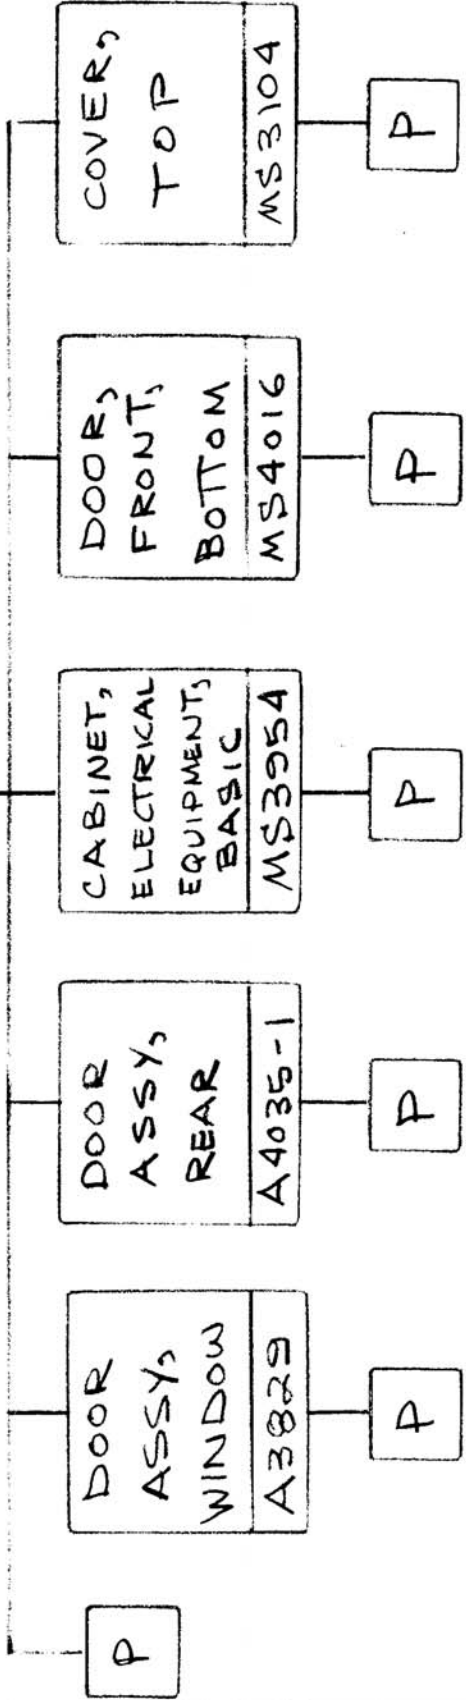 P
DOOR
ASSY,
WINDOW
A3829
P
DOOR
ASSY,
REAR
A4035-1
P
CABINET,
ELECTRICAL
EQUIPMENT,
BASIC
MS3954
P
DOOR,
FRONT,
BOTTOM
MS4016
P
COVER,
TOP
MS3104
P